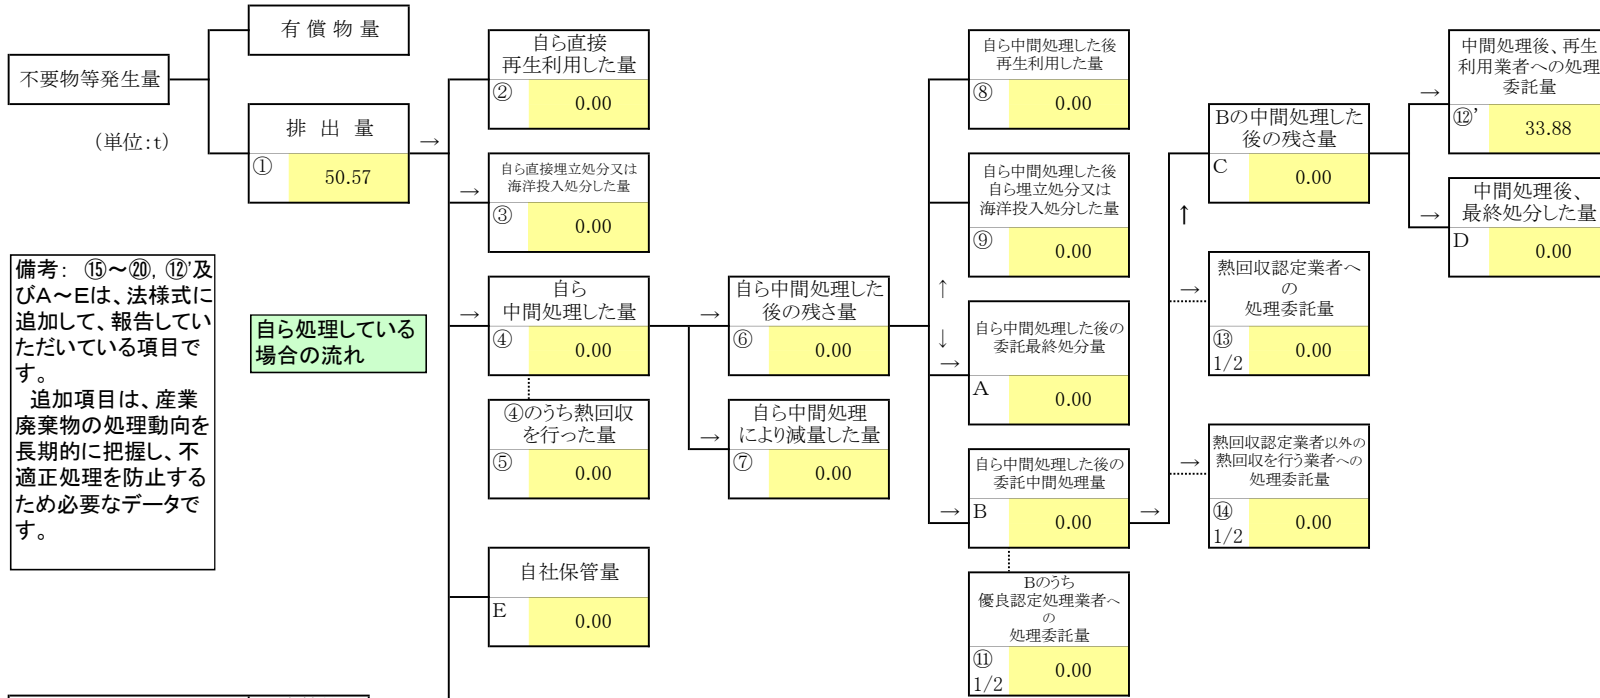 有 償 物 量
不要物等発生量
(単位:t)
排 出 量
①
50.57
→
備考： ⑮～⑳, ⑫'及
びA～Eは、法様式に
追加して、報告してい
ただいている項目で
す。
追加項目は、産業
廃棄物の処理動向を
長期的に把握し、不
適正処理を防止する
ため必要なデータで
す。
自ら処理している
場合の流れ
自ら直接
再生利用した量
②
0.00
→
自ら直接埋立処分又は
海洋投入処分した量
③
0.00
→
自ら
中間処理した量
④
0.00
④のうち熱回収
を行った量
⑤
0.00
自社保管量
E
0.00
→
自ら中間処理した
後の残さ量
⑥
0.00
→
自ら中間処理
により減量した量
⑦
0.00
自ら中間処理した後
再生利用した量
⑧
0.00
自ら中間処理した後
自ら埋立処分又は
海洋投入処分した量
⑨
0.00
↑
↓
→
自ら中間処理した後の
委託最終処分量
A
0.00
→
自ら中間処理した後の
委託中間処理量
B
0.00
→
Bのうち
優良認定処理業者へ
の
処理委託量
⑪
1/2
0.00
Bの中間処理した
後の残さ量
C
0.00
↑
→
熱回収認定業者へ
の
処理委託量
⑬
1/2
0.00
→
熱回収認定業者以外の
熱回収を行う業者への
処理委託量
⑭
1/2
0.00
→
中間処理後、再生
利用業者への処理
委託量
⑫'
33.88
→
中間処理後、
最終処分した量
D
0.00